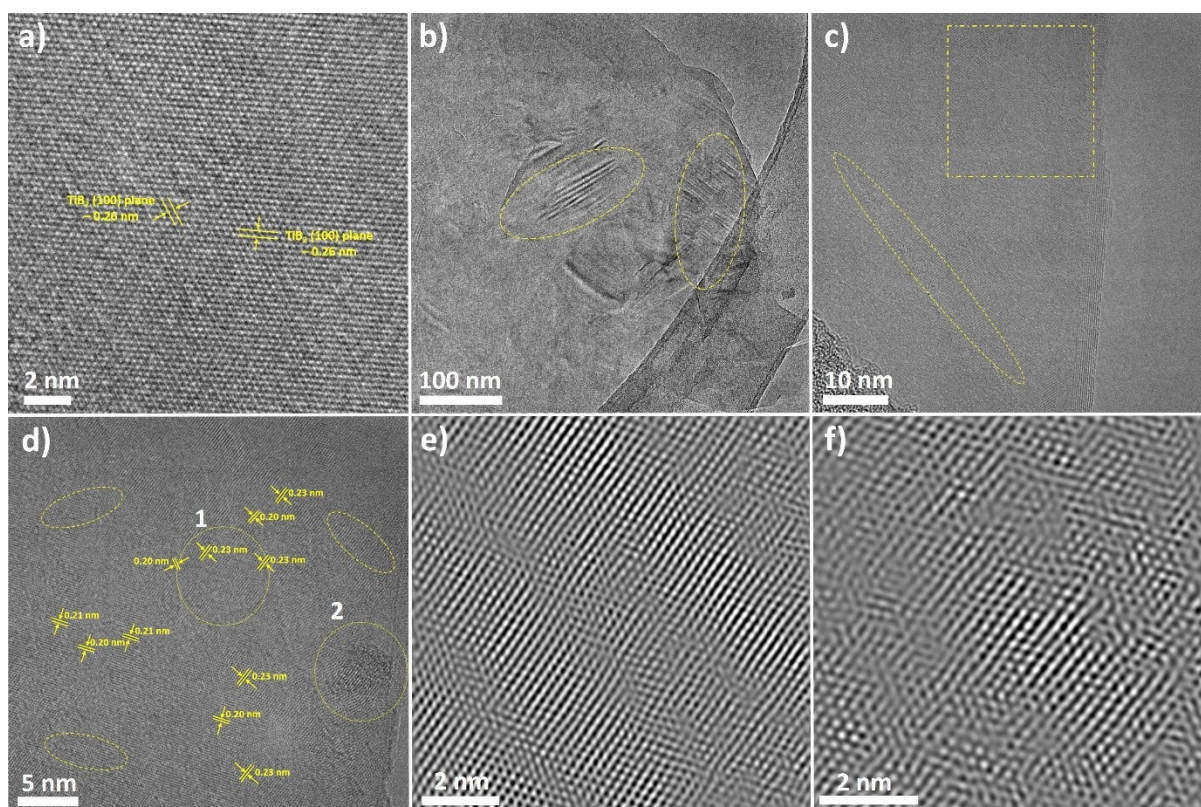 a)
TiB₂ (100) plane
~ 0.26 nm
TiB₂ (100) plane
~ 0.26 nm
2 nm
b)
100 nm
c)
10 nm
d)
0.23 nm
0.20 nm
1
0.20 nm
0.23 nm
0.23 nm
0.21 nm
0.20 nm
0.21 nm
2
0.23 nm
0.20 nm
0.23 nm
5 nm
e)
2 nm
f)
2 nm